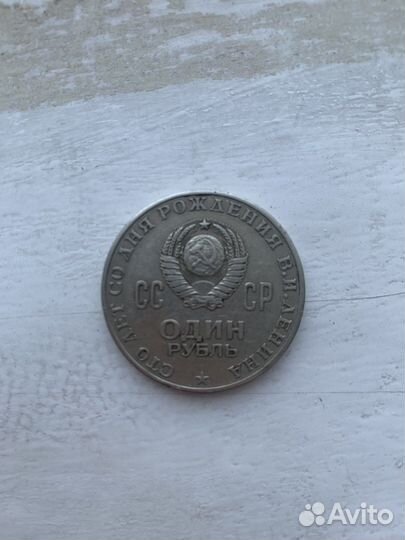 СТО ЛЕТ СО ДНЯ РОЖДЕНИЯ В.И.ЛЕНИНА
СС СР
ОДИН
РУБЛЬ
Avito